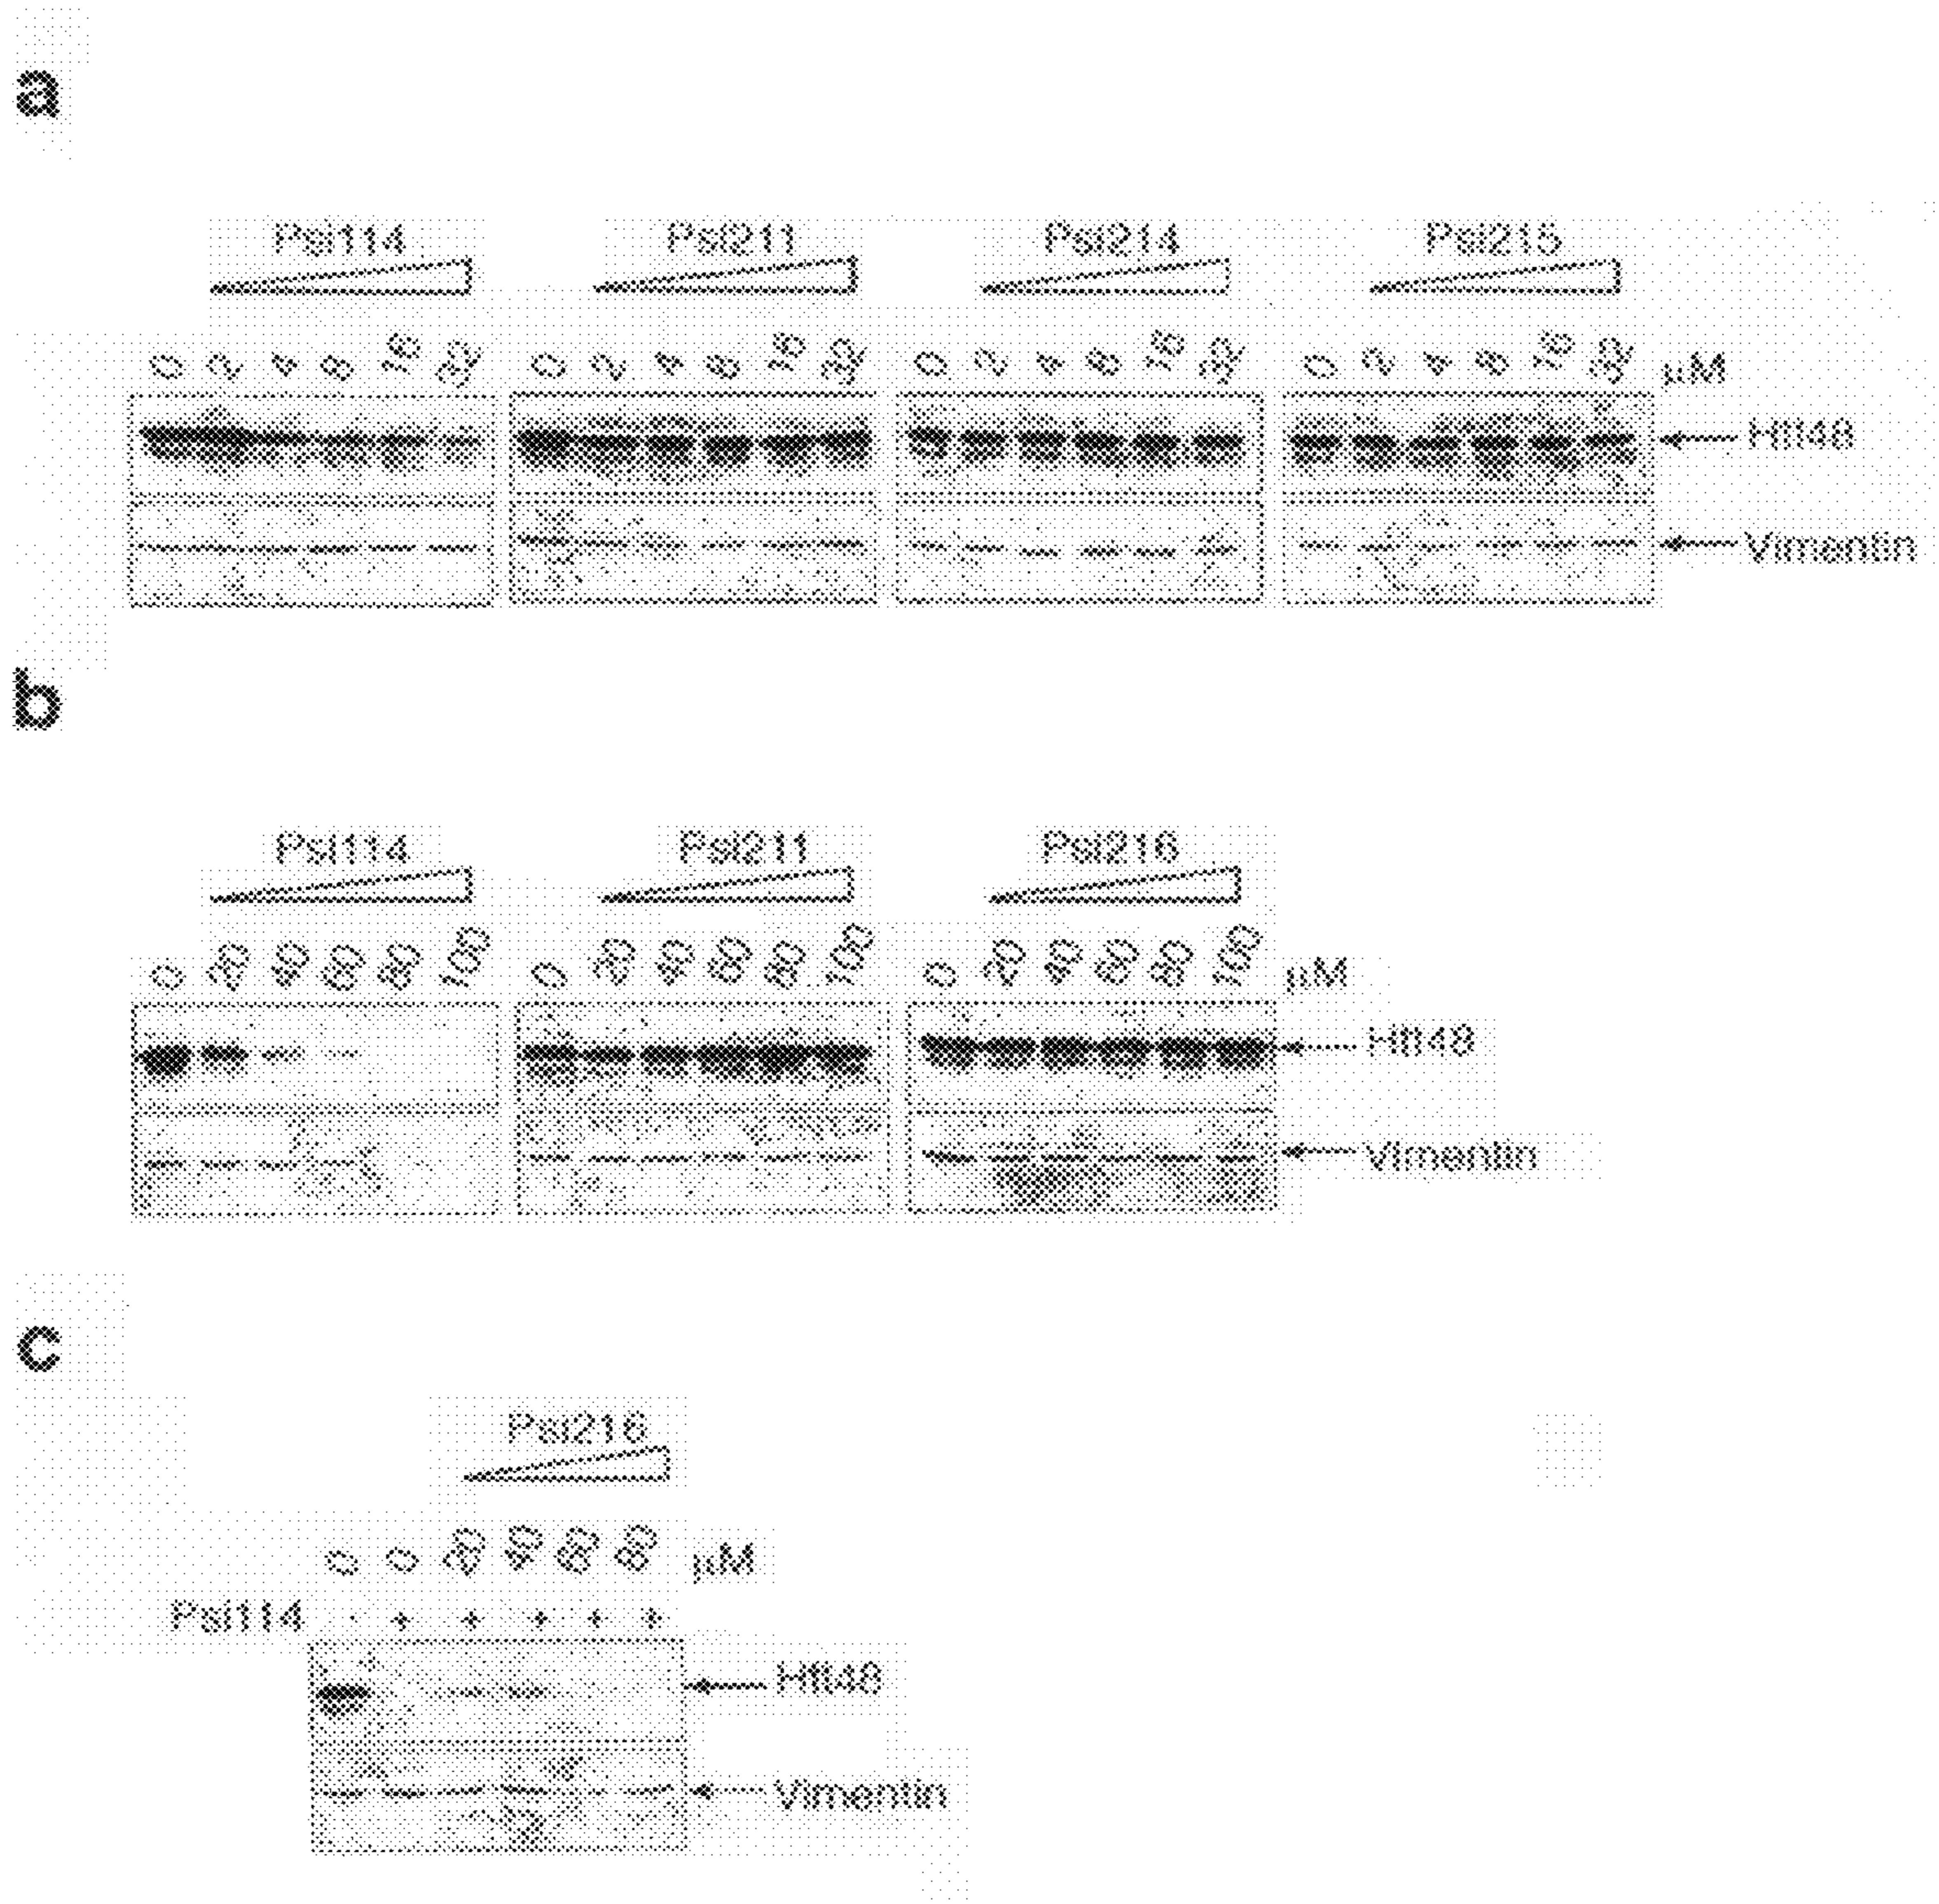 a
PsI114 PsI211 PsI214 PsI215
0 2 4 8 16 32 0 2 4 8 16 32 0 2 4 8 16 32 0 2 4 8 16 32 µM
Hfl48
Vimentin
b
PsI114 PsI211 PsI216
0 20 40 60 80 100 0 20 40 60 80 100 0 20 40 60 80 100 µM
Vimentin
c
PsI216
0 0 20 40 60 80 µM
PsI114 - + + + + +
Vimentin